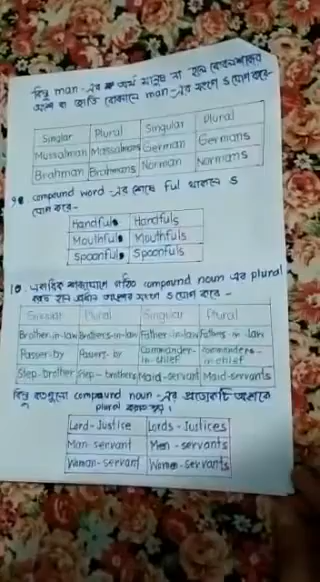 কিন্তু man-এর অর্থ মানুষ না হয়ে
জাতি বোঝালে man-এর সঙ্গে s যোগ করে-
Singlar Plural Singular Plural
Mussalman Mussalmans German Germans
Brahman Brahmans Norman Normans
9. compound word-এর শেষে ful থাকলে s
যোগ করে-
Handful Handfuls
Mouthful Mouthfuls
Spoonful Spoonfuls
10. একাধিক শব্দযোগে গঠিত compound noun এর plural
করতে হলে প্রধান অংশের সঙ্গে s যোগ করে-
Singular Plural Singular Plural
Brother-in-law Brothers-in-law Father-in-law Fathers-in-law
Passer-by Passers-by Commander-in-chief Commanders-in chief
Step-brother Step-brothers Maid-servant Maid-servants
কিন্তু কতগুলো compound noun-এর প্রত্যেকটি অংশকে
plural করতে হয়।
Lord-Justice Lords-Justices
Man-servant Men-servants
Woman-servant Women-servants